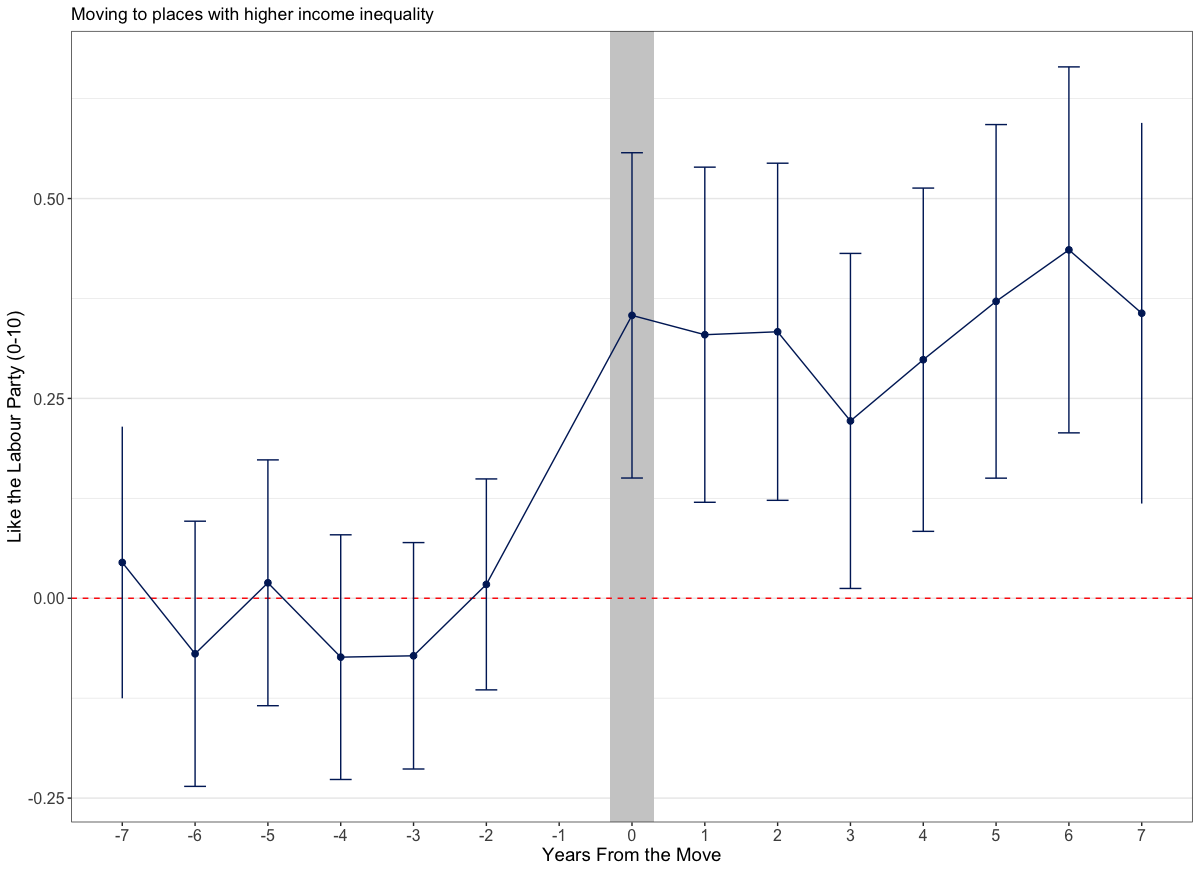 Moving to places with higher income inequality
Like the Labour Party (0-10)
0.50
0.25
0.00
-0.25
-7 -6 -5 -4 -3 -2 -1 0 1 2 3 4 5 6 7
Years From the Move